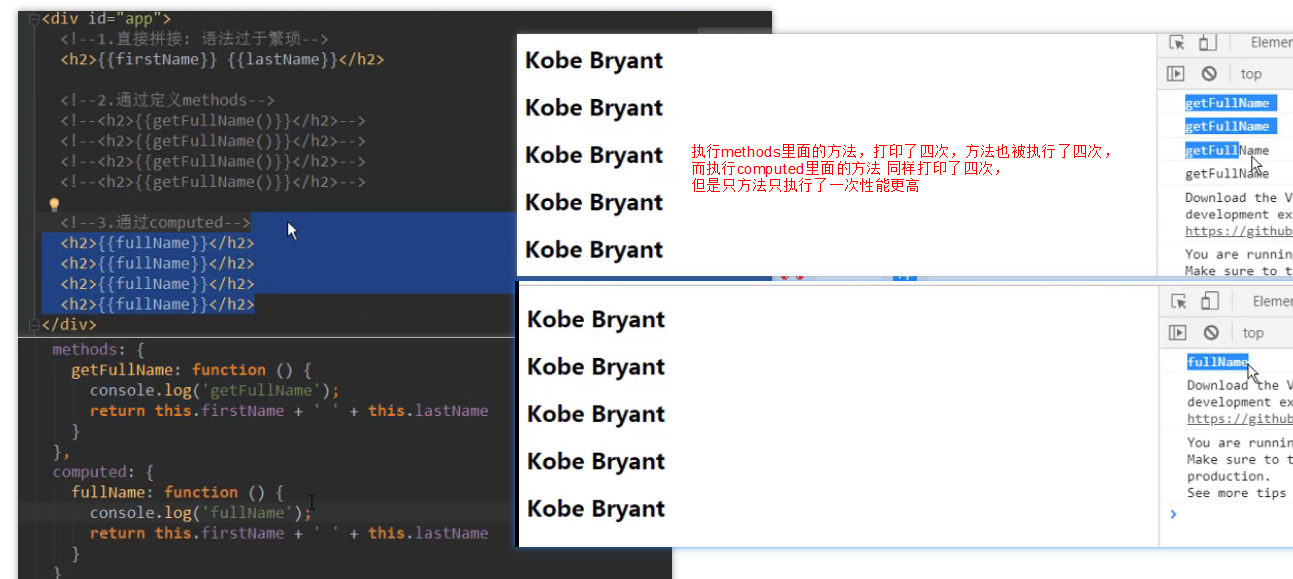 <div id="app">
<!--1.直接拼接: 语法过于繁琐-->
<h2>{{firstName}} {{lastName}}</h2>
<!--2.通过定义methods-->
<!--<h2>{{getFullName()}}</h2>-->
<!--<h2>{{getFullName()}}</h2>-->
<!--<h2>{{getFullName()}}</h2>-->
<!--<h2>{{getFullName()}}</h2>-->
<!--3.通过computed-->
<h2>{{fullName}}</h2>
<h2>{{fullName}}</h2>
<h2>{{fullName}}</h2>
<h2>{{fullName}}</h2>
</div>
methods: {
getFullName: function () {
console.log('getFullName');
return this.firstName + ' ' + this.lastName
}
},
computed: {
fullName: function () {
console.log('fullName');
return this.firstName + ' ' + this.lastName
}
}
Kobe Bryant
Kobe Bryant
Kobe Bryant
Kobe Bryant
Kobe Bryant
执行methods里面的方法，打印了四次，方法也被执行了四次，
而执行computed里面的方法 同样打印了四次，
但是只方法只执行了一次性能更高
Elemen
top
getFullName
getFullName
getFullName
getFullName
Download the V
development ex
https://github
You are runnin
Make sure to t
Kobe Bryant
Kobe Bryant
Kobe Bryant
Kobe Bryant
Kobe Bryant
Elemen
top
fullName
Download the V
development ex
https://github
You are runnin
Make sure to t
production.
See more tips